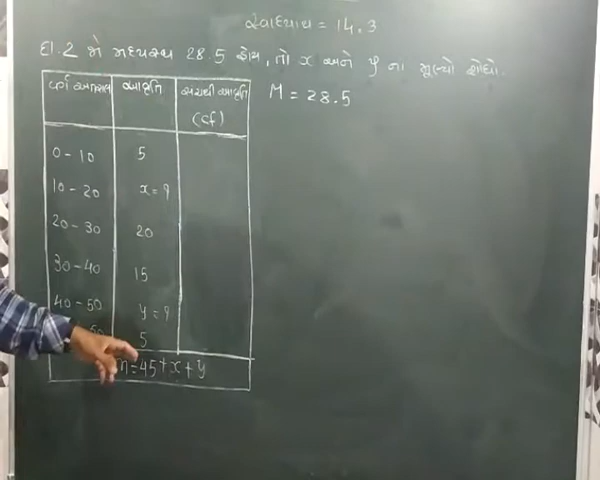 સ્વાધ્યાય = 14.3
દા.2 જો મધ્યસ્થ 28.5 હોય, તો x અને y નાં મૂલ્યો શોધો.
વર્ગ અંતરાલ આવૃત્તિ સંચયી આવૃત્તિ (cf)
M = 28.5
0-10 5
10-20 x=?
20-30 20
30-40 15
40-50 y=?
5
n=45+x+y